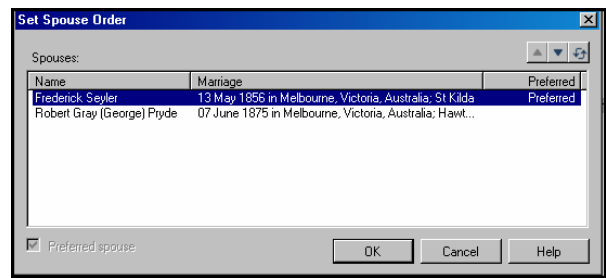 Set Spouse Order
Spouses:
Name Marriage Preferred
Frederick Seyler 13 May 1856 in Melbourne, Victoria, Australia; St Kilda Preferred
Robert Gray (George) Pryde 07 June 1875 in Melbourne, Victoria, Australia; Hawt...
Preferred spouse
OK Cancel Help